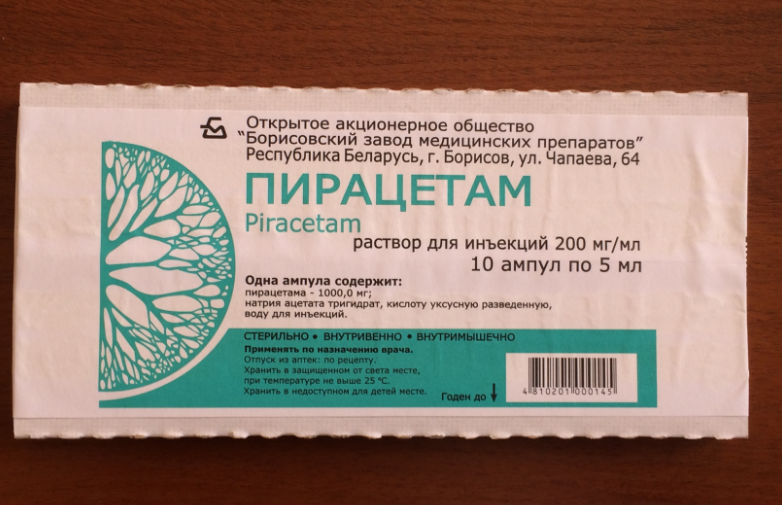 Открытое акционерное общество
"Борисовский завод медицинских препаратов"
Республика Беларусь, г. Борисов, ул. Чапаева, 64
ПИРАЦЕТАМ
Piracetam
раствор для инъекций 200 мг/мл
10 ампул по 5 мл
Одна ампула содержит:
пирацетама - 1000,0 мг;
натрия ацетата тригидрат, кислоту уксусную разведенную,
воду для инъекций.
СТЕРИЛЬНО • ВНУТРИВЕННО • ВНУТРИМЫШЕЧНО
Применять по назначению врача.
Отпуск из аптек: по рецепту.
Хранить в защищенном от света месте,
при температуре не выше 25 °С.
Хранить в недоступном для детей месте.
Годен до
4 810201 000145